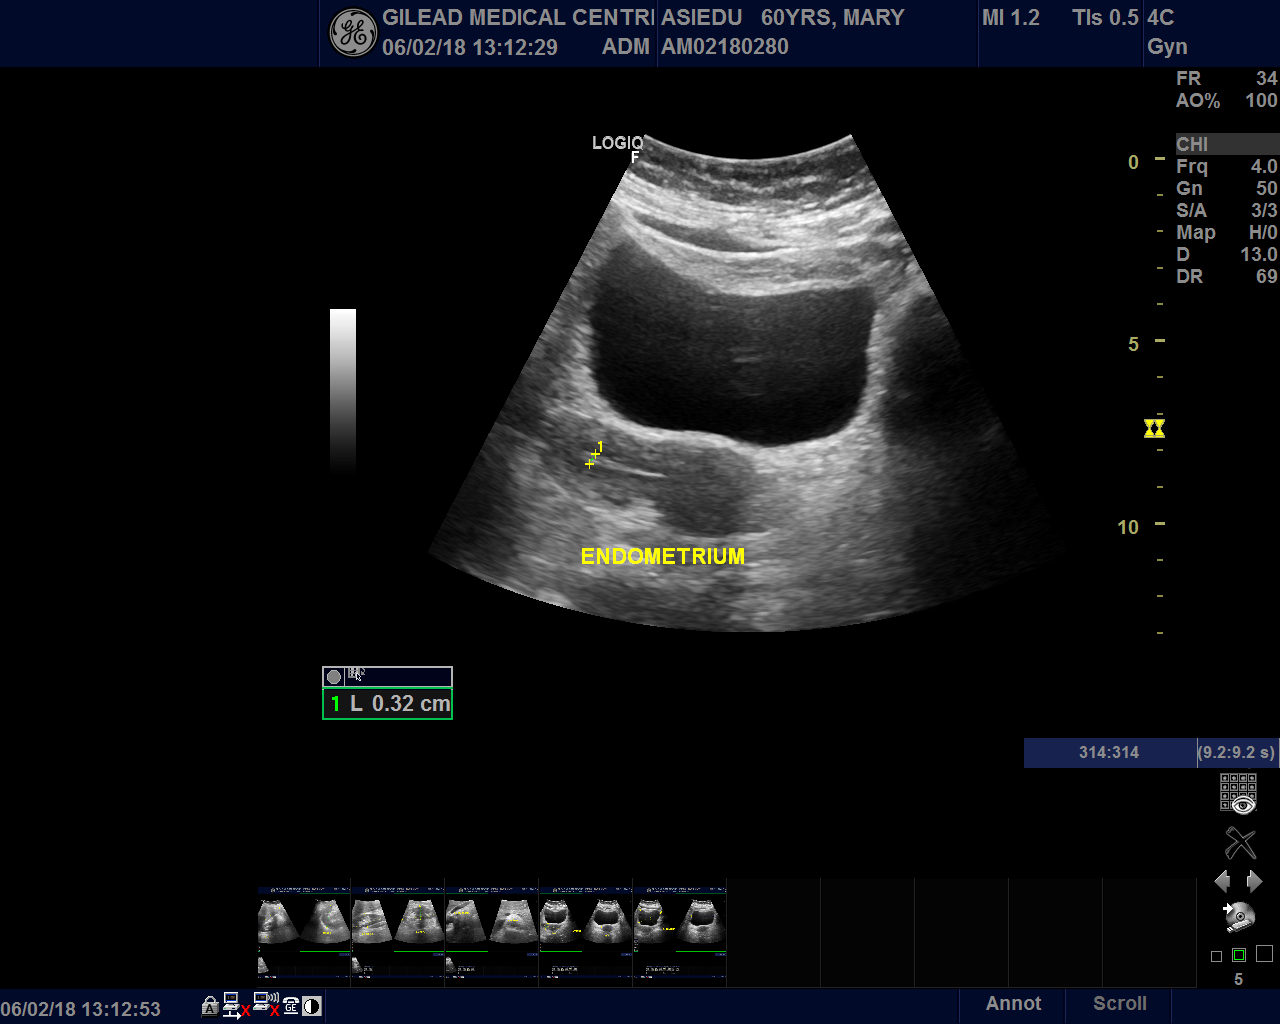 GILEAD MEDICAL CENTRI
ASIEDU 60YRS, MARY
MI 1.2 TIs 0.5 4C
06/02/18 13:12:29 ADM AM02180280 Gyn
FR 34
AO% 100
CHI
Frq 4.0
Gn 50
S/A 3/3
Map H/0
D 13.0
DR 69
LOGIQ
F
0
5
10
1
ENDOMETRIUM
1 L 0.32 cm
314:314 (9.2:9.2 s)
5
06/02/18 13:12:53 Annot Scroll